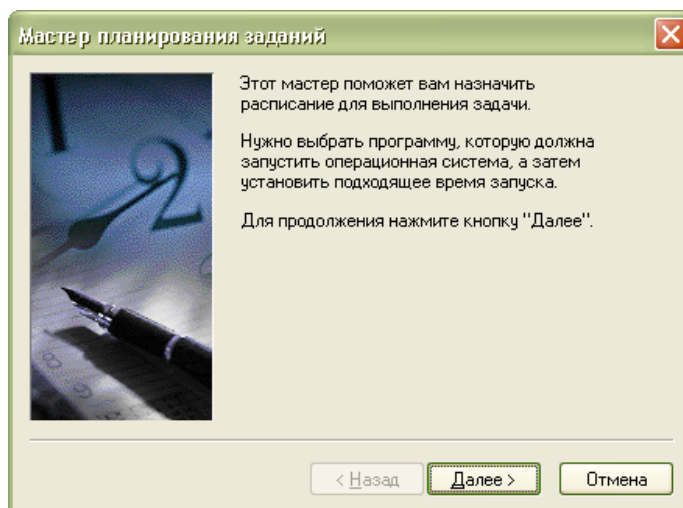 Мастер планирования заданий
Этот мастер поможет вам назначить
расписание для выполнения задачи.
Нужно выбрать программу, которую должна
запустить операционная система, а затем
установить подходящее время запуска.
Для продолжения нажмите кнопку "Далее".
2
< Назад Далее > Отмена